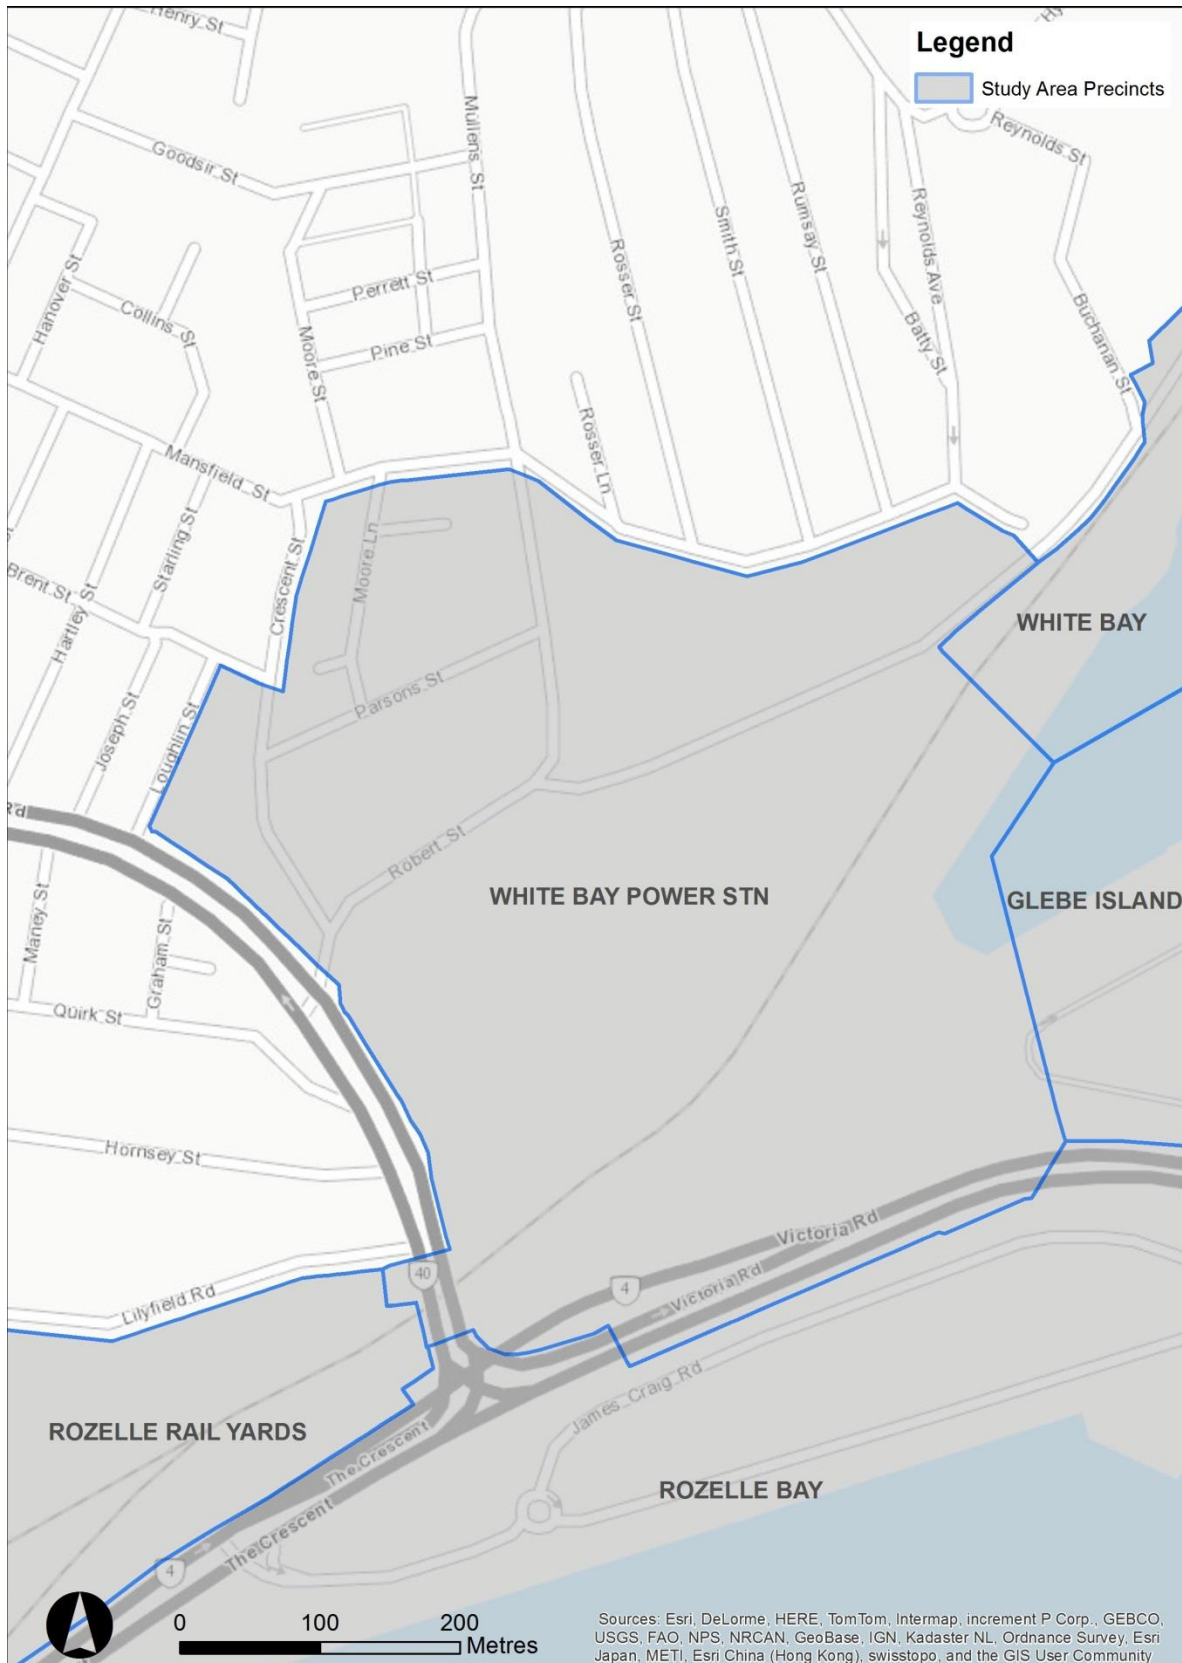 Henry St
Hy
Legend
Study Area Precincts
Mullens St
Reynolds St
Goodsir St
Smith St
Rumsay St
Reynolds Ave
Rosser St
Hanover St
Perrett St
Collins St
Batty St
Buchanan St
Moore St
Pine St
Rosser Ln
Mansfield St
Starling St
Moore Ln
Crescent St
Brent St
Hartley St
WHITE BAY
Parsons St
Joseph St
Loughlin St
Rd
Robert St
WHITE BAY POWER STN
GLEBE ISLAND
Maney St
Graham St
Quirk St
Hornsey St
Victoria Rd
40
4
Victoria Rd
Lilyfield Rd
James Craig Rd
ROZELLE RAIL YARDS
The Crescent
ROZELLE BAY
The Crescent
4
0 100 200
Metres
Sources: Esri, DeLorme, HERE, TomTom, Intermap, increment P Corp., GEBCO,
USGS, FAO, NPS, NRCAN, GeoBase, IGN, Kadaster NL, Ordnance Survey, Esri
Japan, METI, Esri China (Hong Kong), swisstopo, and the GIS User Community